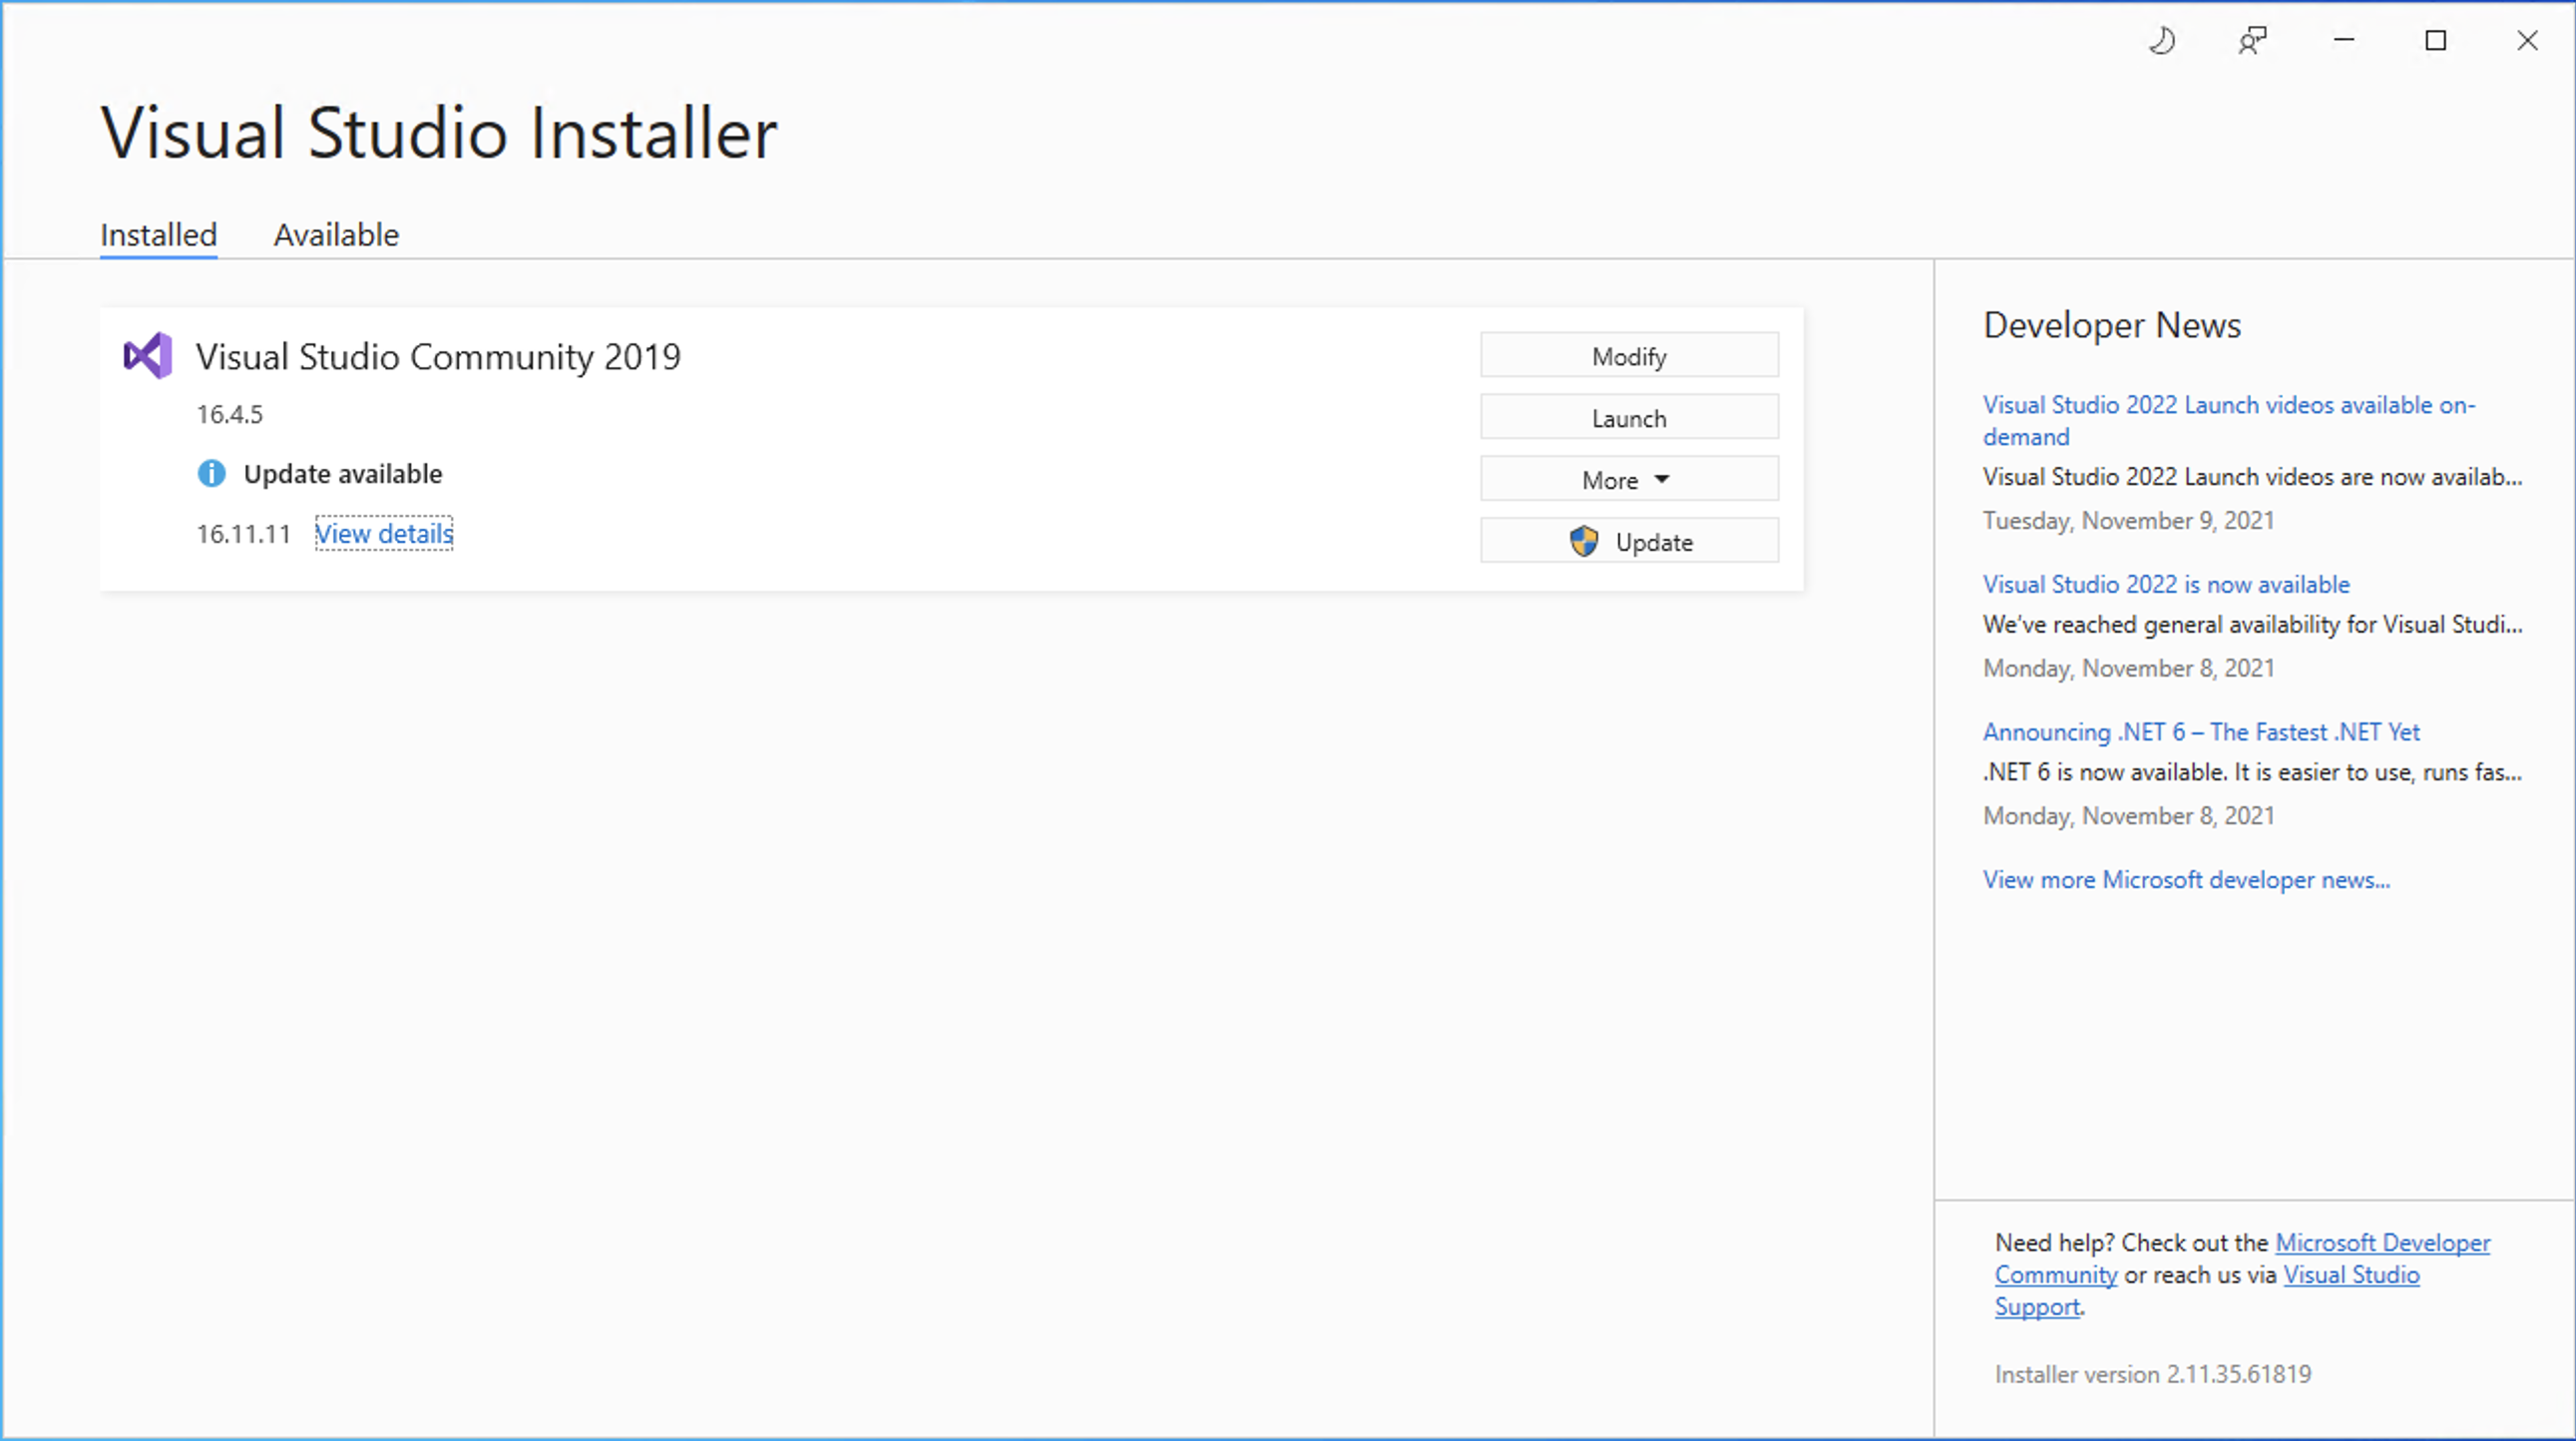 Visual Studio Installer
Installed
Available
Visual Studio Community 2019
16.4.5
Update available
16.11.11 View details
Modify
Launch
More
Update
Developer News
Visual Studio 2022 Launch videos available on-
demand
Visual Studio 2022 Launch videos are now availab...
Tuesday, November 9, 2021
Visual Studio 2022 is now available
We've reached general availability for Visual Studi...
Monday, November 8, 2021
Announcing .NET 6 – The Fastest .NET Yet
.NET 6 is now available. It is easier to use, runs fas...
Monday, November 8, 2021
View more Microsoft developer news...
Need help? Check out the Microsoft Developer
Community or reach us via Visual Studio
Support.
Installer version 2.11.35.61819